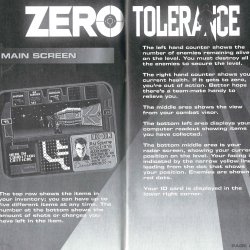 ZERO TOLERANCE
MAIN SCREEN
The top row shows the items in
your inventory; you can have up to
five different items at any time. The
number at the bottom shows the
amount of shots or charges you
have left in the item.
The left hand counter shows the
number of enemies remaining alive
on the level. You must destroy all
the enemies to secure the level.
The right hand counter shows your
current health. If it gets to zero,
you're out of action. Better hope
there's a team-mate handy to
relieve you.
The middle area shows the view
from your combat visor.
The bottom left area displays your
computer readout showing items
you have collected.
The bottom middle area is your
radar screen, showing your current
position on the level. Your facing is
indicated by the narrow yellow line
leading from the dot that shows
your position. Enemies are shown as
red dots.
Your ID card is displayed in the
lower right corner.